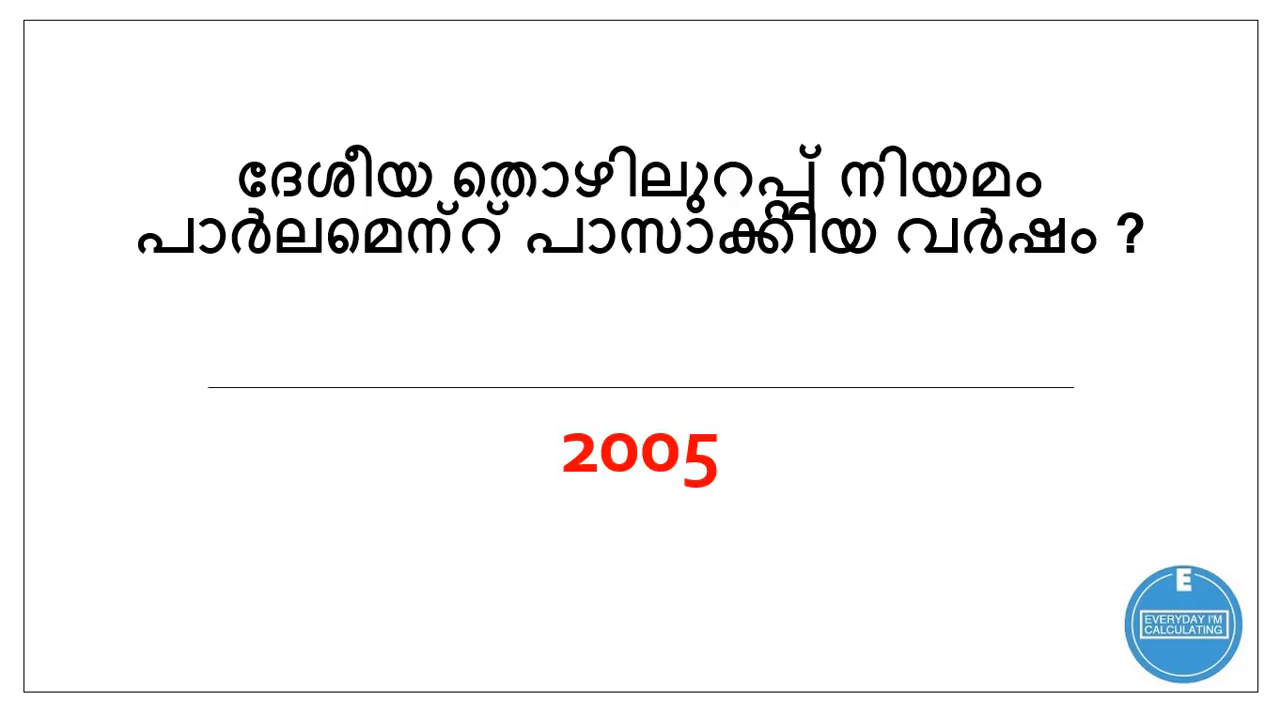 ദേശീയ തൊഴിലുറപ്പ് നിയമം
പാർലമെന്റ് പാസാക്കിയ വർഷം ?
2005
E
EVERYDAY I'M
CALCULATING